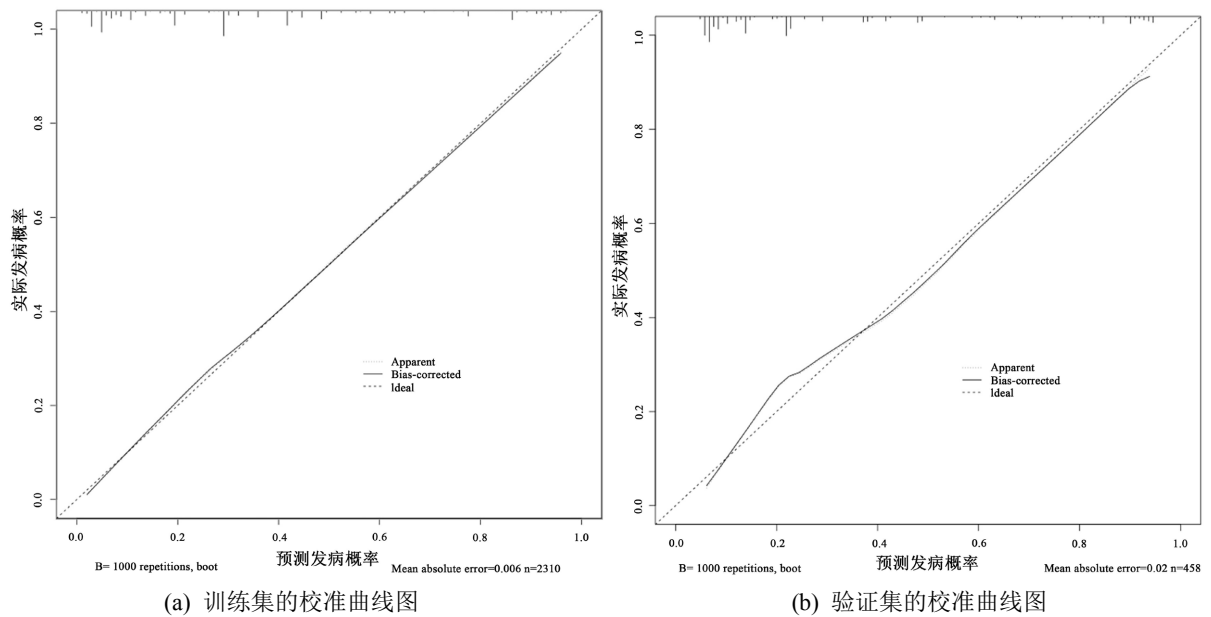 1.0
0.8
0.6
0.4
0.2
0.0
实际发病概率
Apparent
Bias-corrected
Ideal
0.0 0.2 0.4 0.6 0.8 1.0
预测发病概率
B= 1000 repetitions, boot
Mean absolute error=0.006 n=2310
(a) 训练集的校准曲线图
1.0
0.8
0.6
0.4
0.2
0.0
实际发病概率
Apparent
Bias-corrected
Ideal
0.0 0.2 0.4 0.6 0.8 1.0
预测发病概率
B= 1000 repetitions, boot
Mean absolute error=0.02 n=458
(b) 验证集的校准曲线图